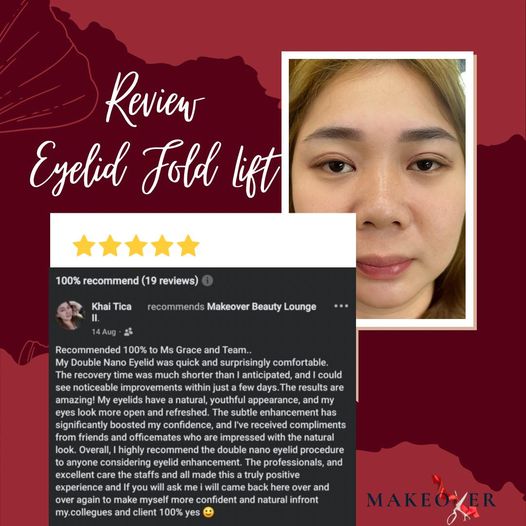 Review
Eyelid Fold lift
100% recommend (19 reviews)
Khai Tica recommends Makeover Beauty Lounge
II.
14 Aug ·
Recommended 100% to Ms Grace and Team..
My Double Nano Eyelid was quick and surprisingly comfortable.
The recovery time was much shorter than I anticipated, and I could
see noticeable improvements within just a few days.The results are
amazing! My eyelids have a natural, youthful appearance, and my
eyes look more open and refreshed. The subtle enhancement has
significantly boosted my confidence, and I've received compliments
from friends and officemates who are impressed with the natural
look. Overall, I highly recommend the double nano eyelid procedure
to anyone considering eyelid enhancement. The professionals, and
excellent care the staffs and all made this a truly positive
experience and If you will ask me i will came back here over and
over again to make myself more confident and natural infront
my.collegues and client 100% yes 😀
MAKEOVER